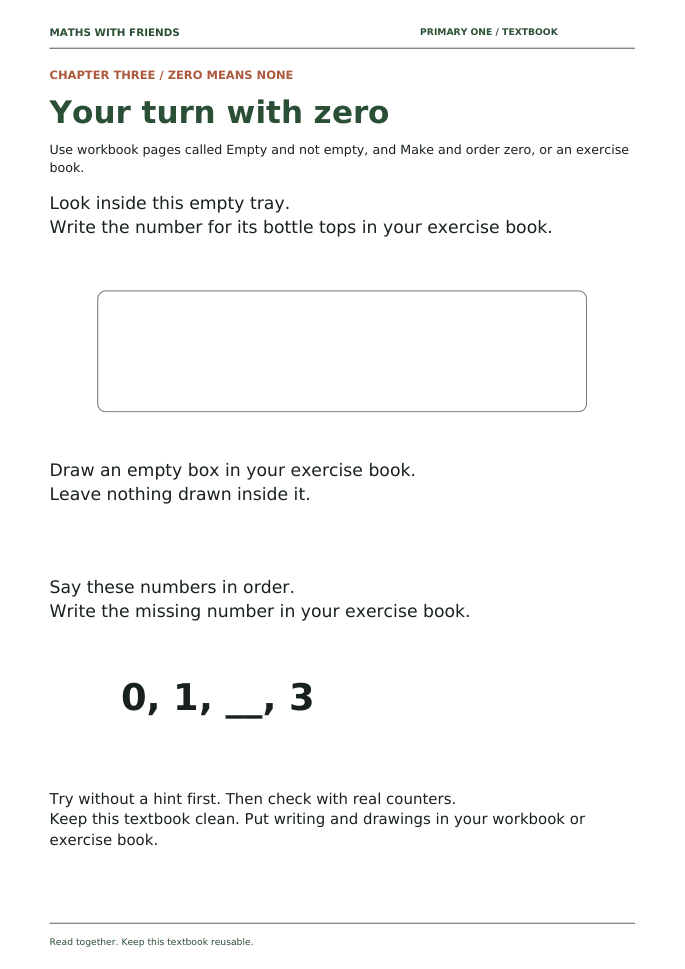 MATHS WITH FRIENDS
PRIMARY ONE / TEXTBOOK
CHAPTER THREE / ZERO MEANS NONE
Your turn with zero
Use workbook pages called Empty and not empty, and Make and order zero, or an exercise
book.
Look inside this empty tray.
Write the number for its bottle tops in your exercise book.
Draw an empty box in your exercise book.
Leave nothing drawn inside it.
Say these numbers in order.
Write the missing number in your exercise book.
0, 1, __, 3
Try without a hint first. Then check with real counters.
Keep this textbook clean. Put writing and drawings in your workbook or
exercise book.
Read together. Keep this textbook reusable.